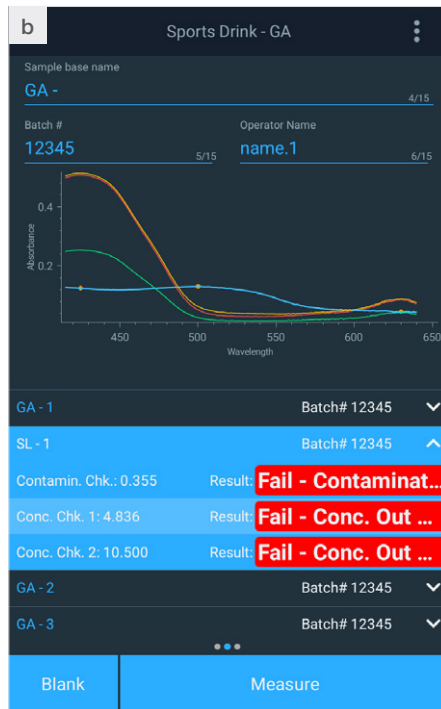 b
Sports Drink - GA
Sample base name
GA -
4/15
Batch #
Operator Name
12345
5/15
name.1
6/15
0.4
0.2
Absorbance
450
500
550
600
650
Wavelength
GA - 1 Batch# 12345
SL - 1 Batch# 12345
Contamin. Chk.: 0.355 Result: Fail - Contaminat...
Conc. Chk. 1: 4.836 Result: Fail - Conc. Out ...
Conc. Chk. 2: 10.500 Result: Fail - Conc. Out ...
GA - 2 Batch# 12345
GA - 3 Batch# 12345
Blank
Measure